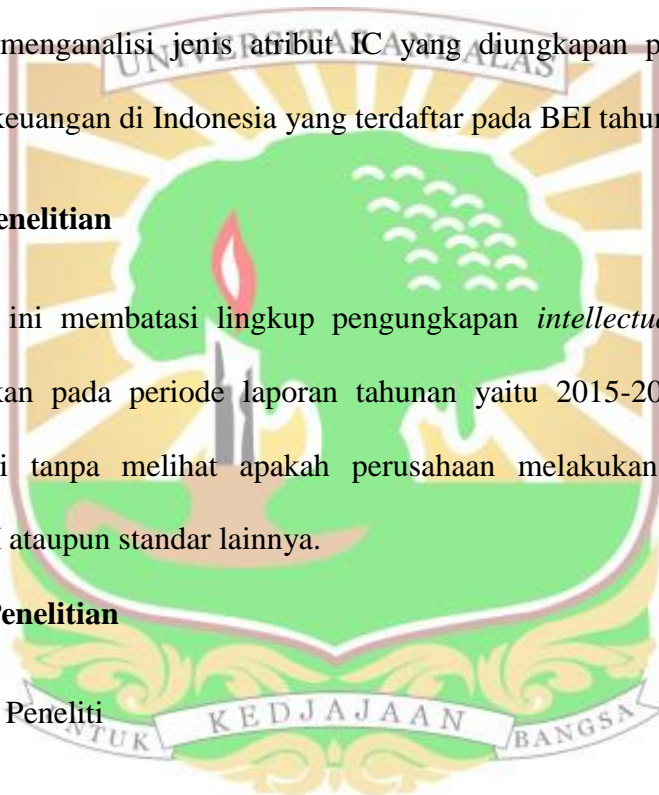 menganalisi jenis atribut IC yang diungkapan p
UNIVERSITAS ANDALAS
keuangan di Indonesia yang terdaftar pada BEI tahun
enelitian
ini membatasi lingkup pengungkapan intellectua
kan pada periode laporan tahunan yaitu 2015-20
i tanpa melihat apakah perusahaan melakukan
ataupun standar lainnya.
Penelitian
Peneliti
UNTUK KEDJAJAAN BANGSA